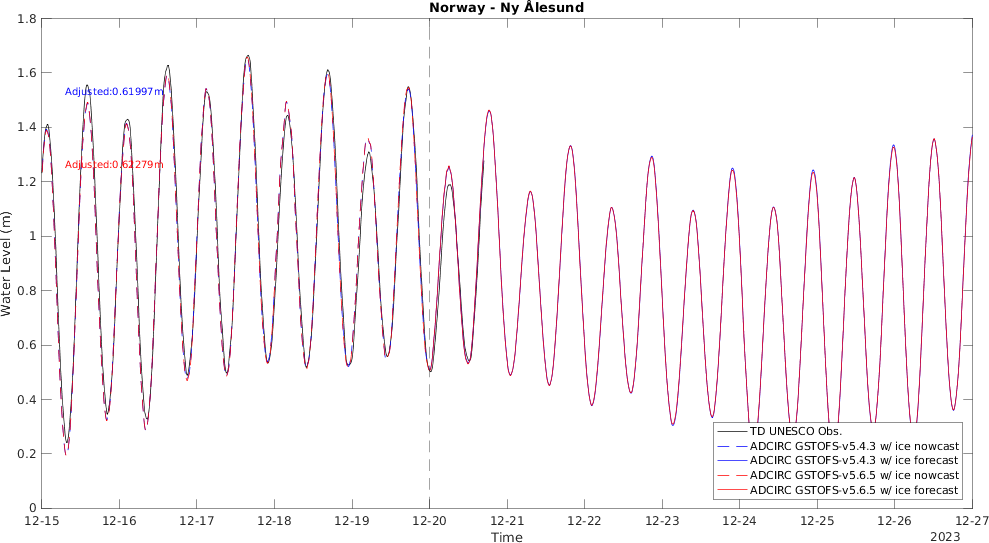 Norway - Ny Ålesund
1.8
1.6
1.4
1.2
1
0.8
0.6
0.4
0.2
0
Water Level (m)
Adjusted:0.61997m
Adjusted:0.62279m
TD UNESCO Obs.
ADCIRC GSTOFS-v5.4.3 w/ ice nowcast
ADCIRC GSTOFS-v5.4.3 w/ ice forecast
ADCIRC GSTOFS-v5.6.5 w/ ice nowcast
ADCIRC GSTOFS-v5.6.5 w/ ice forecast
12-15 12-16 12-17 12-18 12-19 12-20 12-21 12-22 12-23 12-24 12-25 12-26 12-27
Time
2023